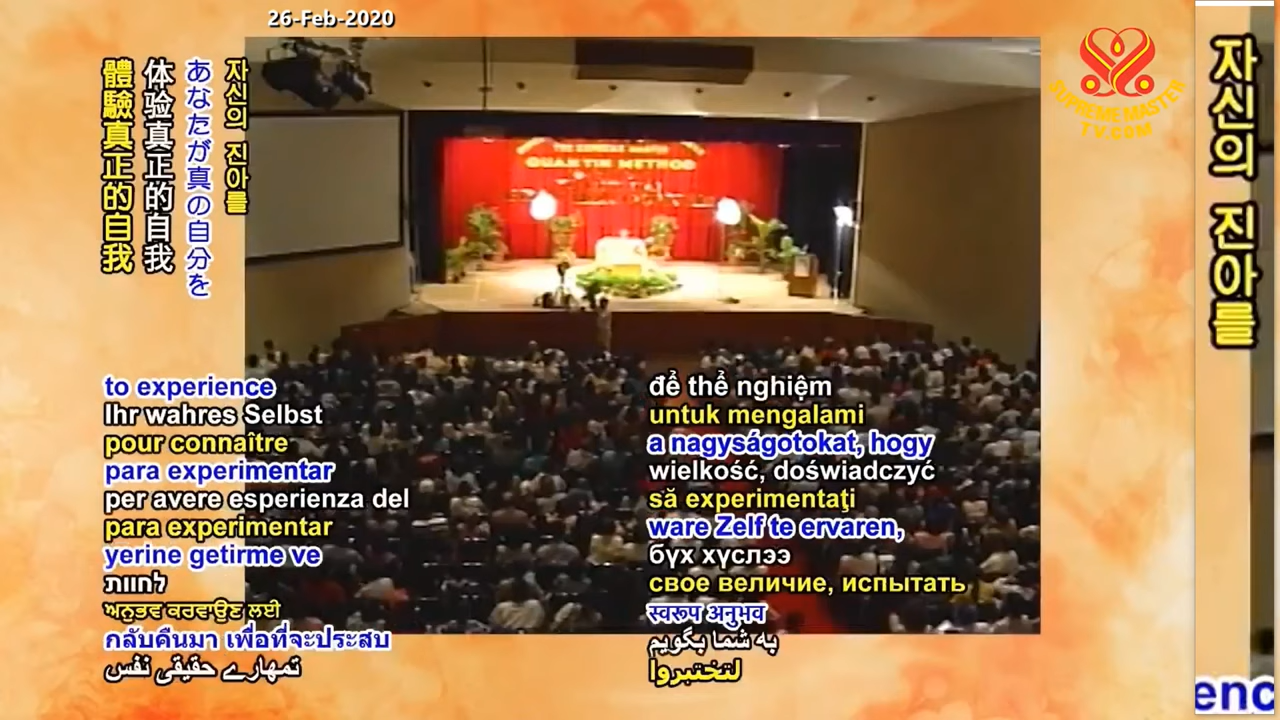 26-Feb-2020
SUPREME MASTER
TV.COM
자신의 진아를
あなたが真の自分を
体验真正的自我
體驗真正的自我
THE SUPREME MASTER
QUAN YIN METHOD
to experience
Ihr wahres Selbst
pour connaître
para experimentar
per avere esperienza del
para experimentar
yerine getirme ve
לחוות
ਅਨੁਭਵ ਕਰਵਾਉਣ ਲਈ
กลับคืนมา เพื่อที่จะประสบ
تمھارے حقیقی نفس
để thể nghiệm
untuk mengalami
a nagyságotokat, hogy
wielkość, doświadczyć
să experimentaţi
ware Zelf te ervaren,
бүх хүслээ
свое величие, испытать
स्वरूप अनुभव
به شما بگویم
لتختبروا
자신의 진아를
enc